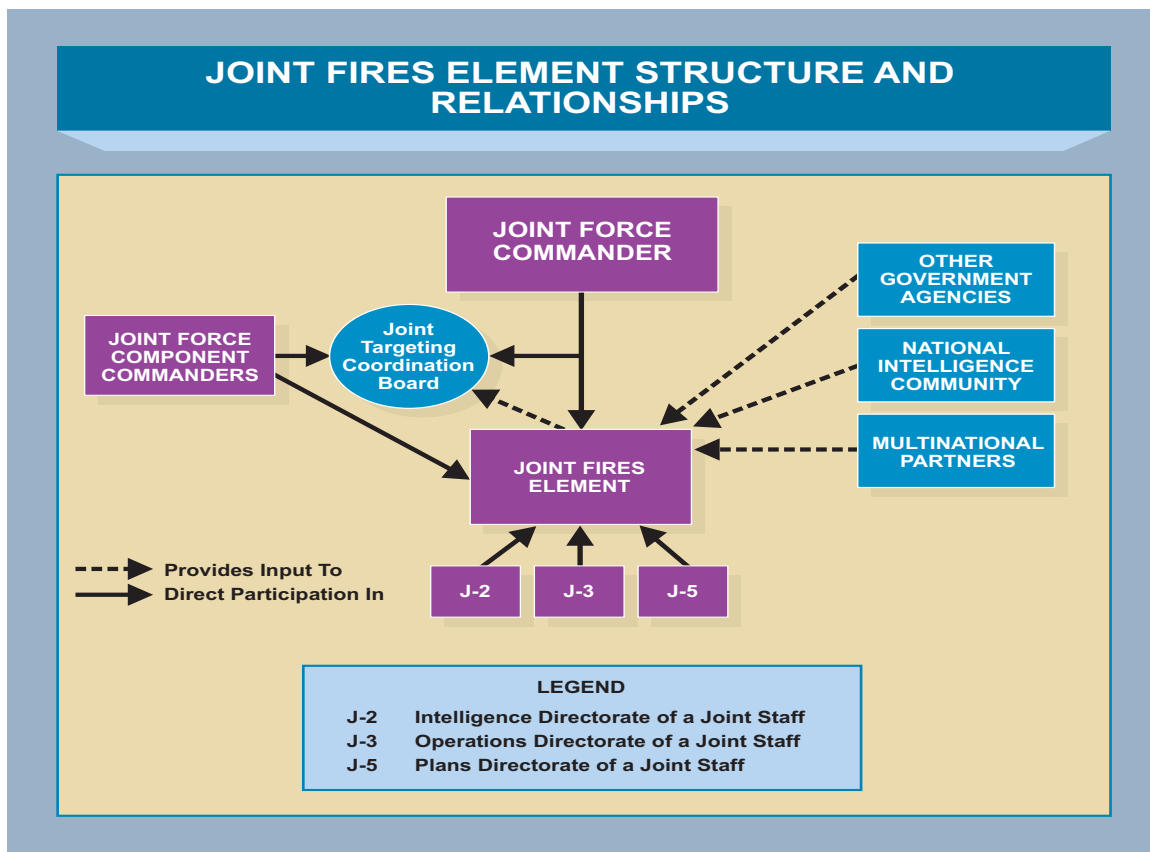 JOINT FIRES ELEMENT STRUCTURE AND
RELATIONSHIPS
JOINT FORCE
COMMANDER
OTHER
GOVERNMENT
AGENCIES
JOINT FORCE
COMPONENT
COMMANDERS
Joint
Targeting
Coordination
Board
NATIONAL
INTELLIGENCE
COMMUNITY
MULTINATIONAL
PARTNERS
JOINT FIRES
ELEMENT
Provides Input To
Direct Participation In
J-2
J-3
J-5
LEGEND
J-2 Intelligence Directorate of a Joint Staff
J-3 Operations Directorate of a Joint Staff
J-5 Plans Directorate of a Joint Staff